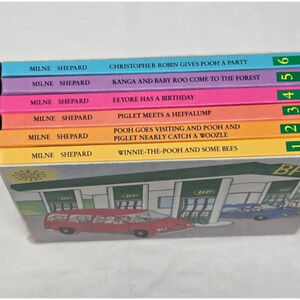 MILNE SHEPARD CHRISTOPHER ROBIN GIVES POOH A PARTY 6
MILNE SHEPARD KANGA AND BABY ROO COME TO THE FOREST 5
MILNE SHEPARD EEYORE HAS A BIRTHDAY 4
MILNE SHEPARD PIGLET MEETS A HEFFALUMP 3
MILNE SHEPARD POOH GOES VISITING AND POOH AND
PIGLET NEARLY CATCH A WOOZLE 2
MILNE SHEPARD WINNIE-THE-POOH AND SOME BEES 1
BP